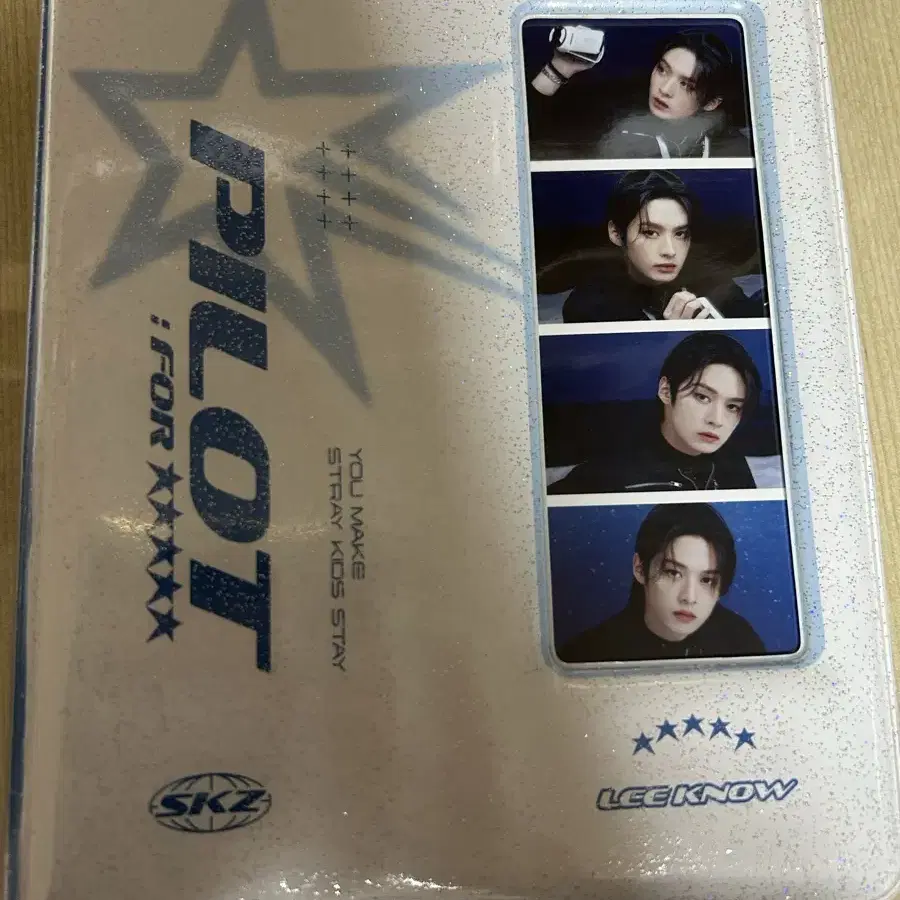 PILOT
: FOR ★★★★★
YOU MAKE
STRAY KIDS STAY
SKZ
LEE KNOW